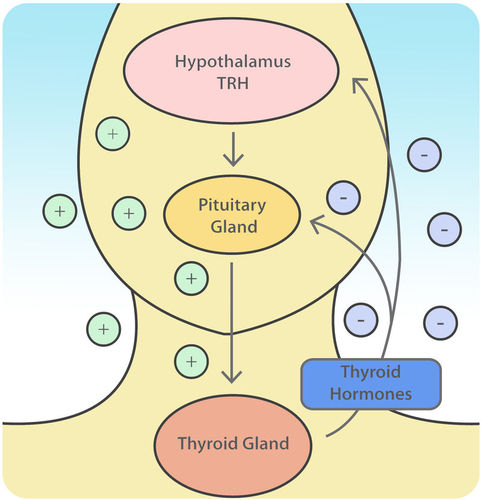 Hypothalamus
TRH
+
-
Pituitary
Gland
-
+
+
-
+
+
-
-
+
Thyroid
Hormones
Thyroid Gland